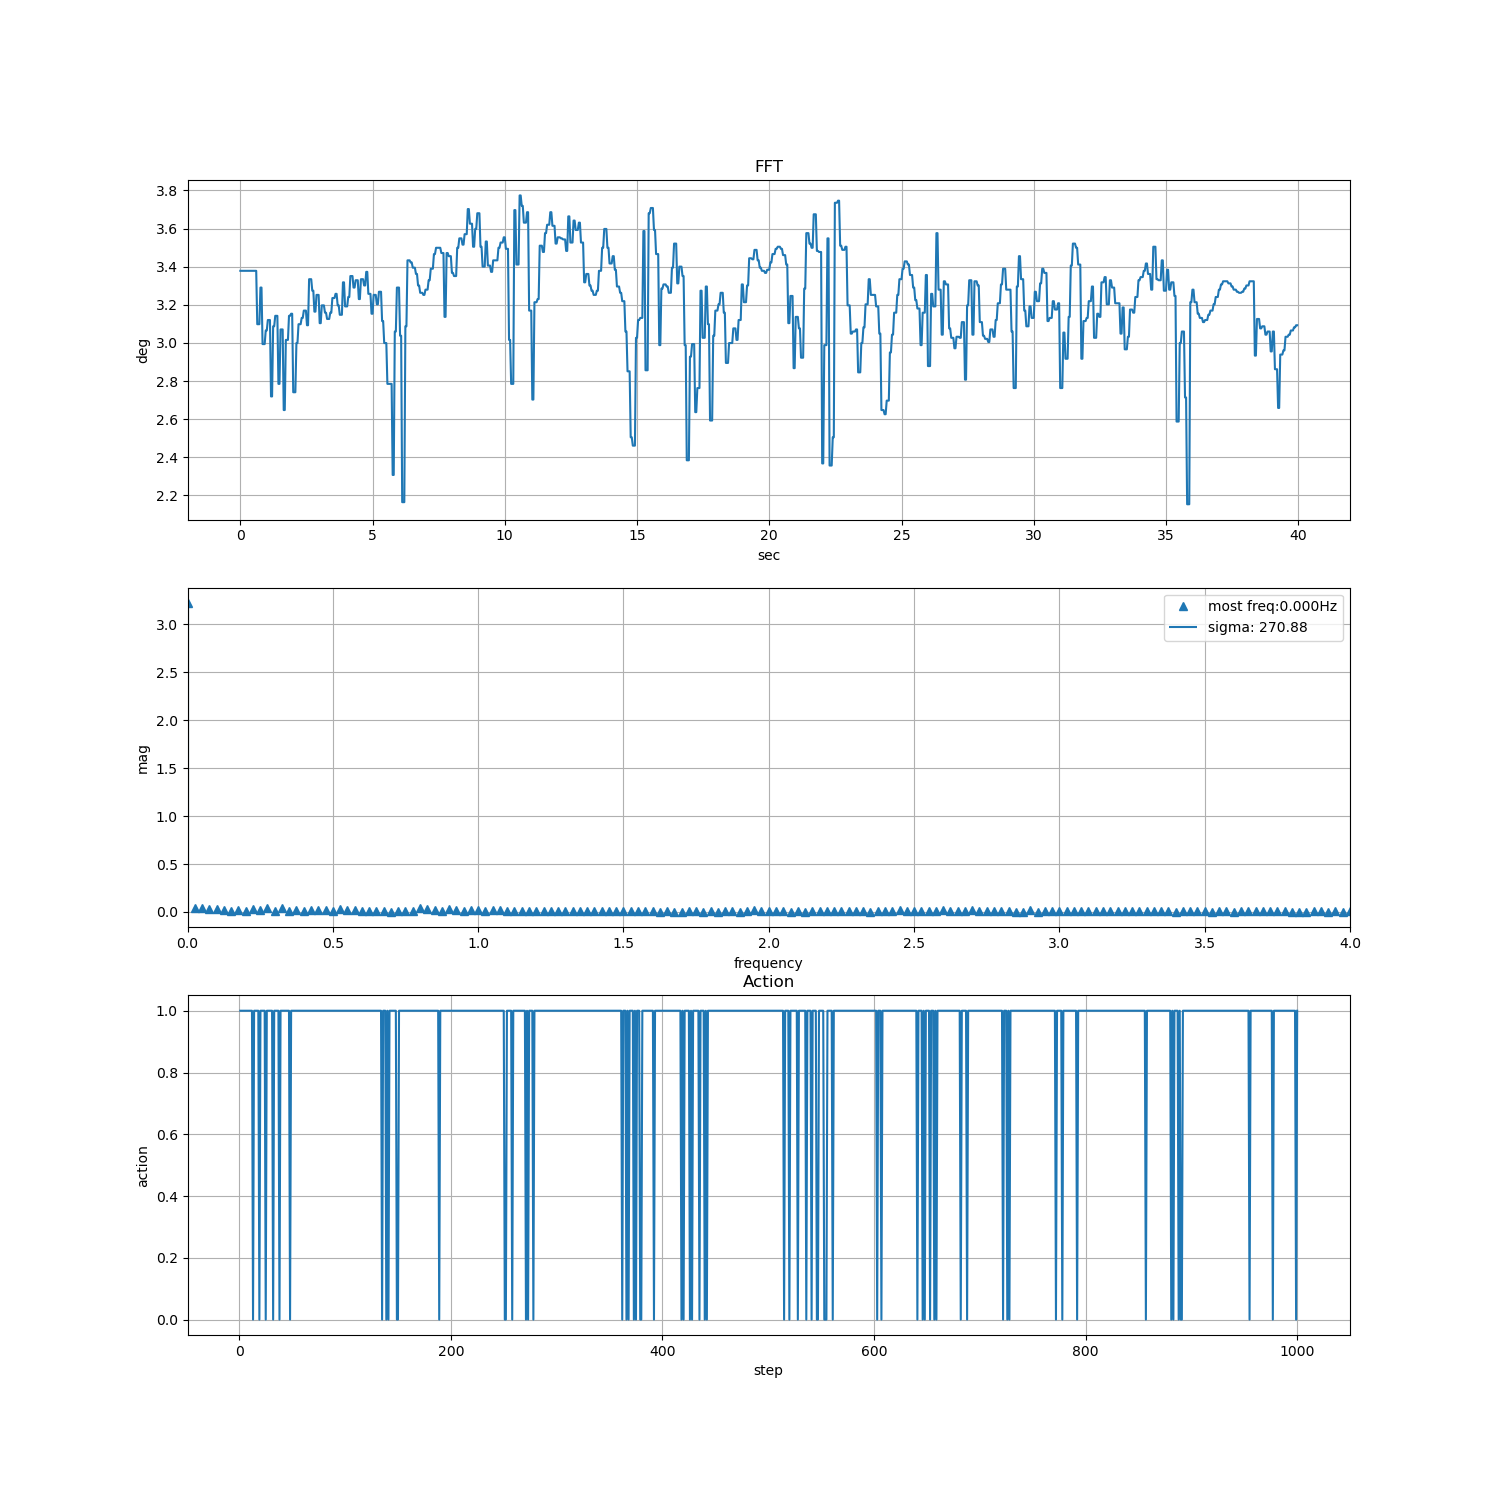 FFT
3.8
3.6
3.4
3.2
3.0
2.8
2.6
2.4
2.2
deg
0 5 10 15 20 25 30 35 40
sec
most freq:0.000Hz
sigma: 270.88
3.0
2.5
2.0
1.5
1.0
0.5
0.0
mag
0.0 0.5 1.0 1.5 2.0 2.5 3.0 3.5 4.0
frequency
Action
1.0
0.8
0.6
0.4
0.2
0.0
action
0 200 400 600 800 1000
step